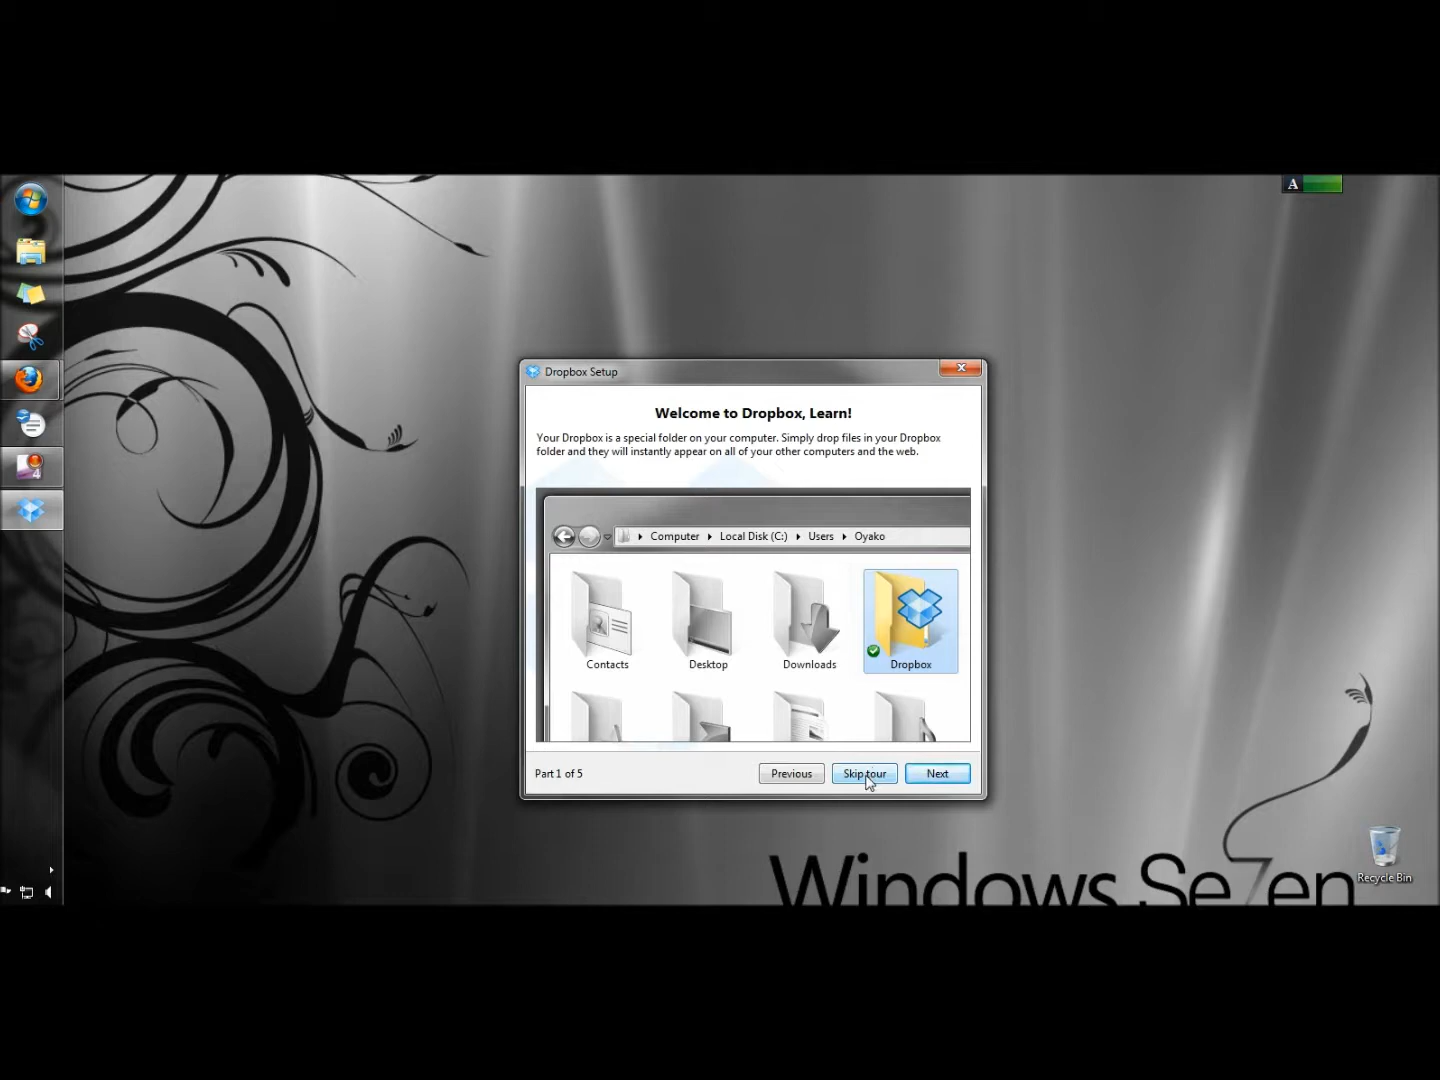 A
Dropbox Setup
Welcome to Dropbox, Learn!
Your Dropbox is a special folder on your computer. Simply drop files in your Dropbox
folder and they will instantly appear on all of your other computers and the web.
Computer Local Disk (C:) Users Oyako
Contacts Desktop Downloads Dropbox
Part 1 of 5 Previous Skip tour Next
Windows Se7en
Recycle Bin